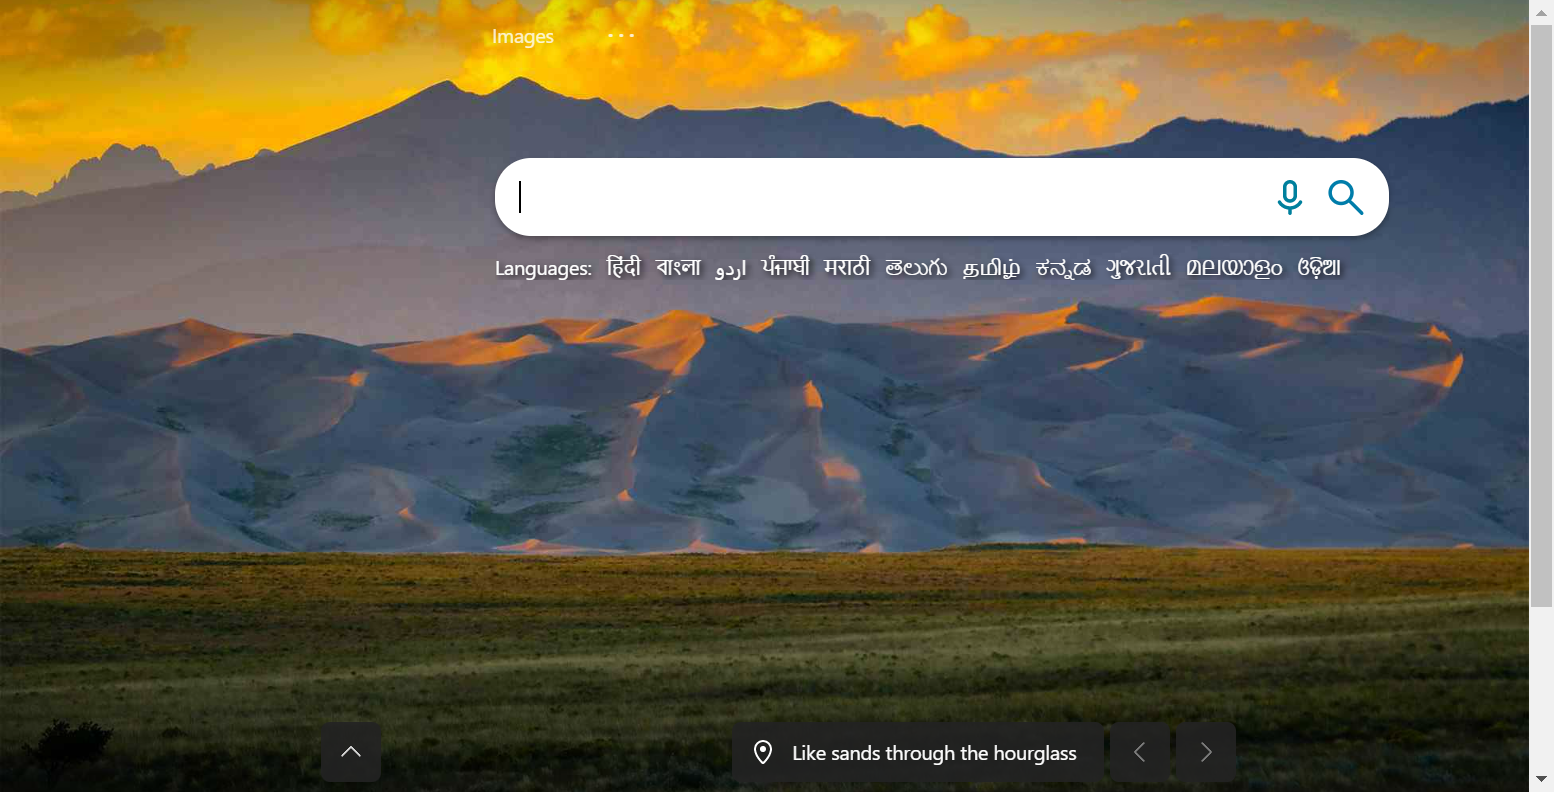 Images
Languages: हिंदी বাংলা اردو ਪੰਜਾਬੀ मराठी తెలుగు தமிழ் ಕನ್ನಡ ગુજરાતી മലയാളം ଓଡ଼ିଆ
Like sands through the hourglass